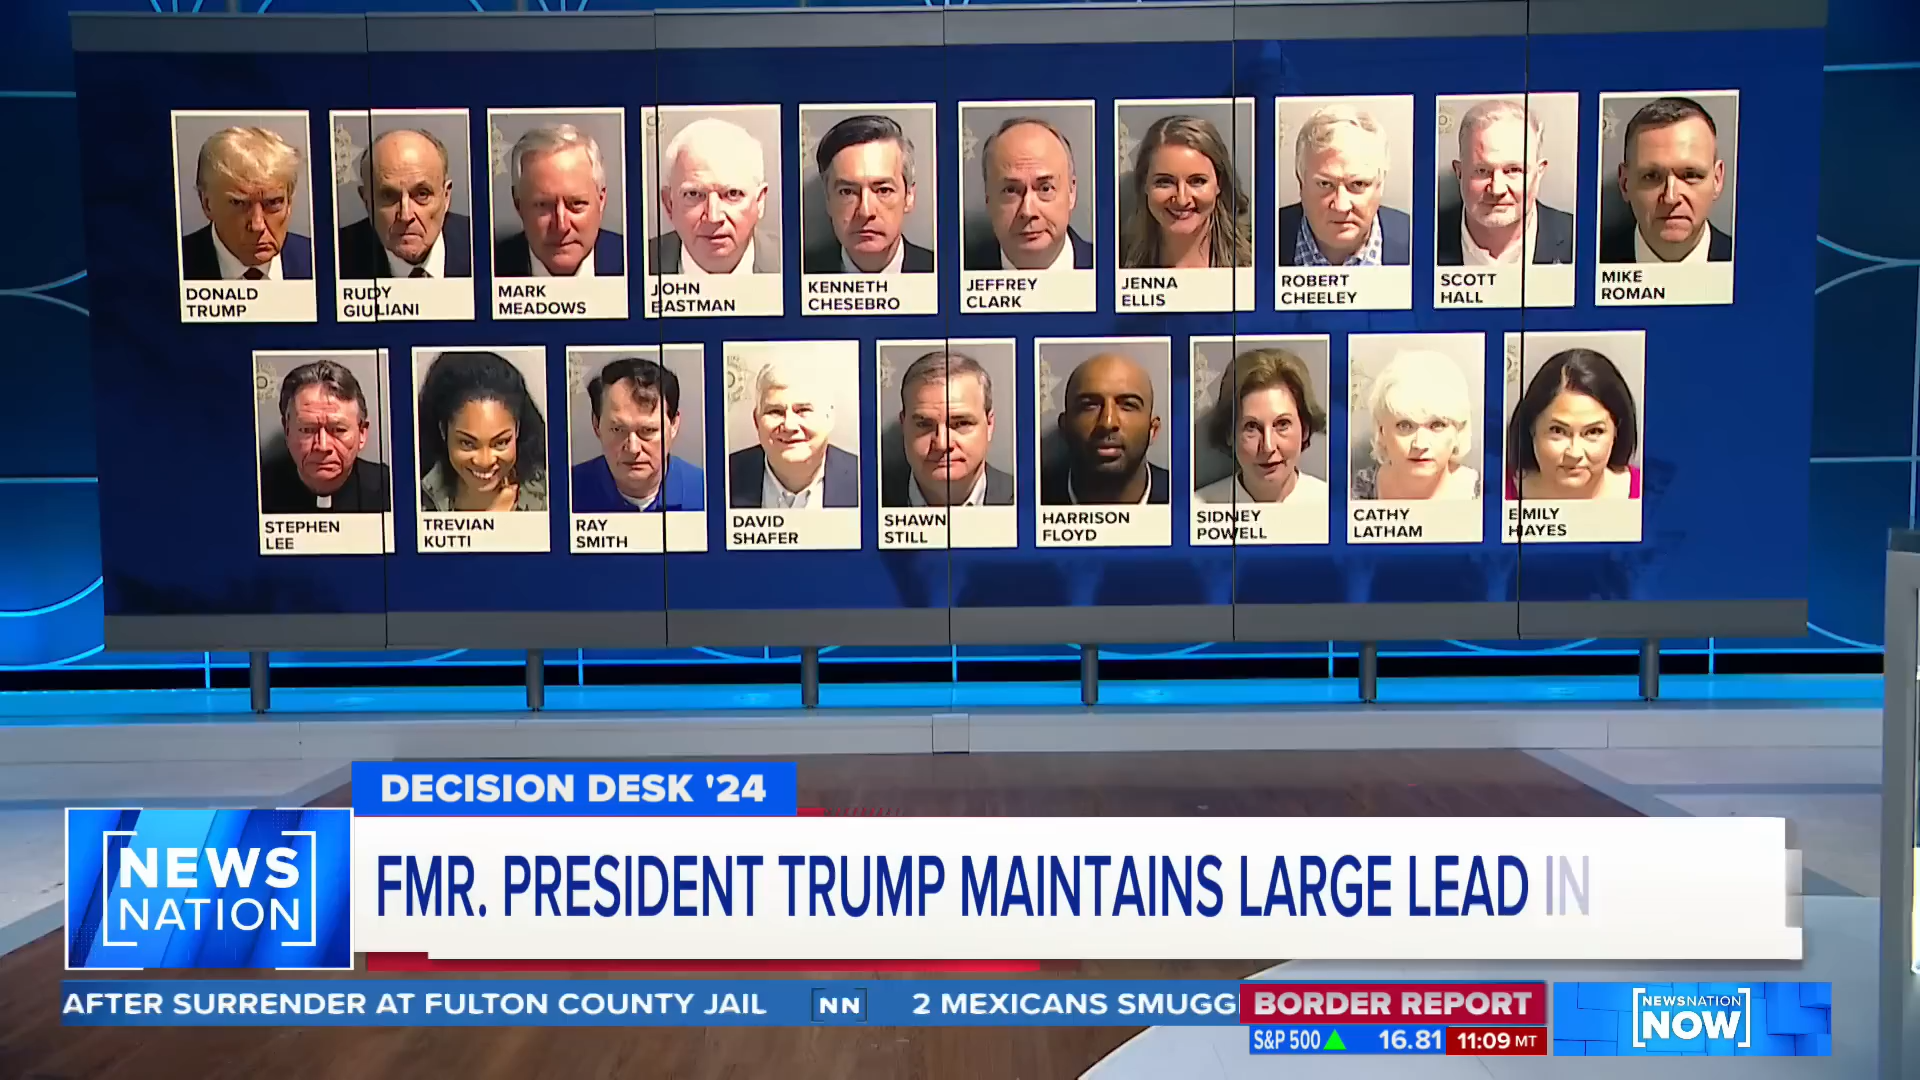 DONALD
TRUMP
RUDY
GIULIANI
MARK
MEADOWS
JOHN
EASTMAN
KENNETH
CHESEBRO
JEFFREY
CLARK
JENNA
ELLIS
ROBERT
CHEELEY
SCOTT
HALL
MIKE
ROMAN
STEPHEN
LEE
TREVIAN
KUTTI
RAY
SMITH
DAVID
SHAFER
SHAWN
STILL
HARRISON
FLOYD
SIDNEY
POWELL
CATHY
LATHAM
EMILY
HAYES
DECISION DESK '24
NEWS
NATION
FMR. PRESIDENT TRUMP MAINTAINS LARGE LEAD IN
AFTER SURRENDER AT FULTON COUNTY JAIL NN 2 MEXICANS SMUGG
BORDER REPORT
S&P 500 16.81 11:09 MT
NEWSNATION
NOW